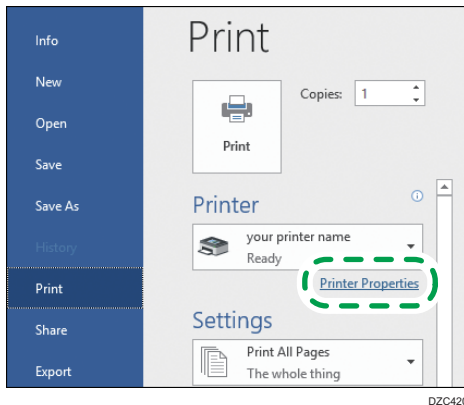 Info
New
Open
Save
Save As
History
Print
Share
Export
Print
Copies: 1
Print
Printer
your printer name
Ready
Printer Properties
Settings
Print All Pages
The whole thing